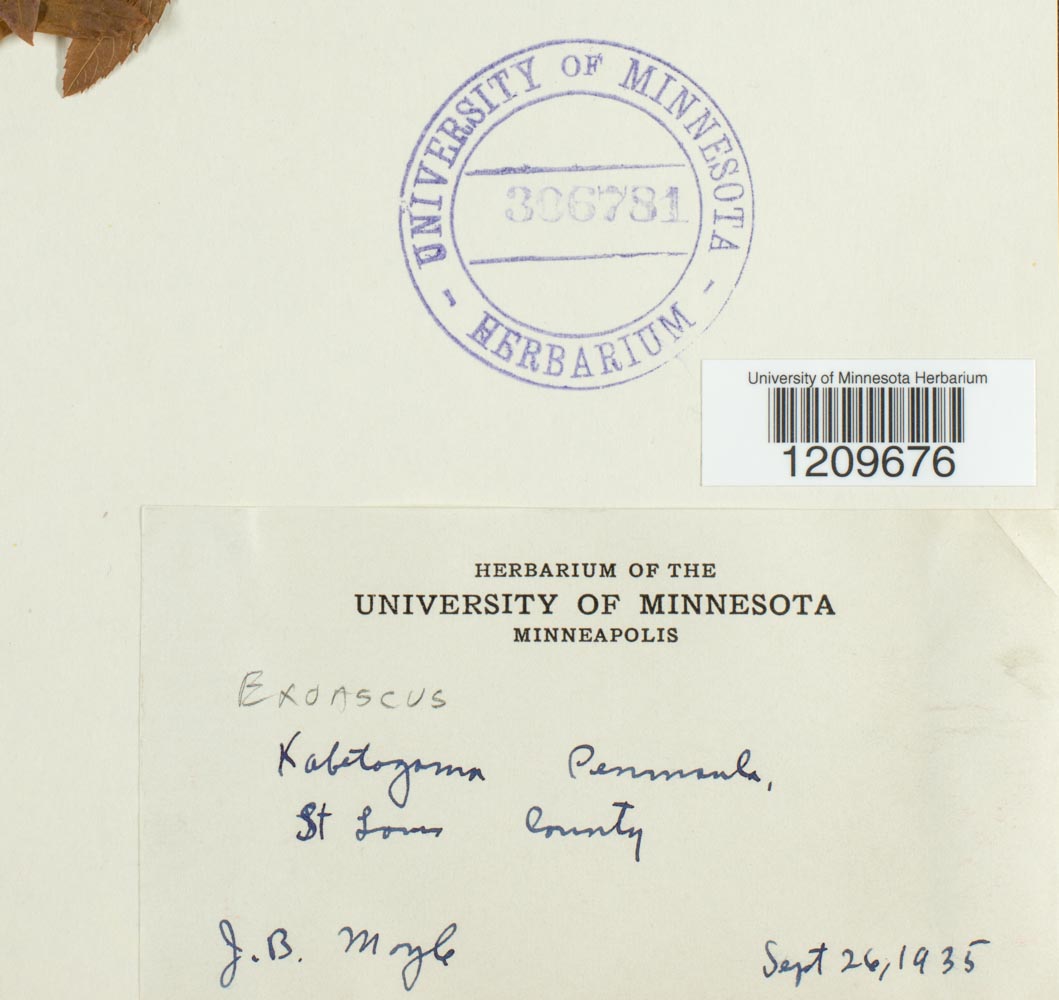 UNIVERSITY OF MINNESOTA
306781
- HERBARIUM -
University of Minnesota Herbarium
1209676
HERBARIUM OF THE
UNIVERSITY OF MINNESOTA
MINNEAPOLIS
EXOASCUS
Kabetogama Peninsula,
St Louis County
J. B. Moyle
Sept 26, 1935